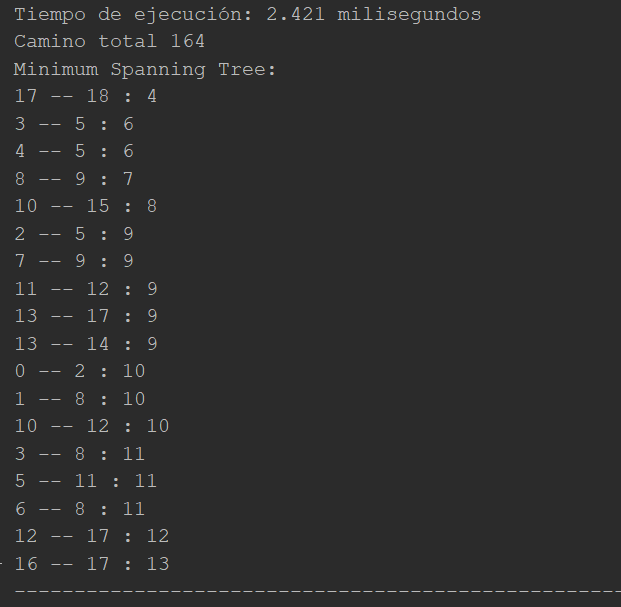 Tiempo de ejecución: 2.421 milisegundos
Camino total 164
Minimum Spanning Tree:
17 -- 18 : 4
3 -- 5 : 6
4 -- 5 : 6
8 -- 9 : 7
10 -- 15 : 8
2 -- 5 : 9
7 -- 9 : 9
11 -- 12 : 9
13 -- 17 : 9
13 -- 14 : 9
0 -- 2 : 10
1 -- 8 : 10
10 -- 12 : 10
3 -- 8 : 11
5 -- 11 : 11
6 -- 8 : 11
12 -- 17 : 12
16 -- 17 : 13
---------------------------------------------------